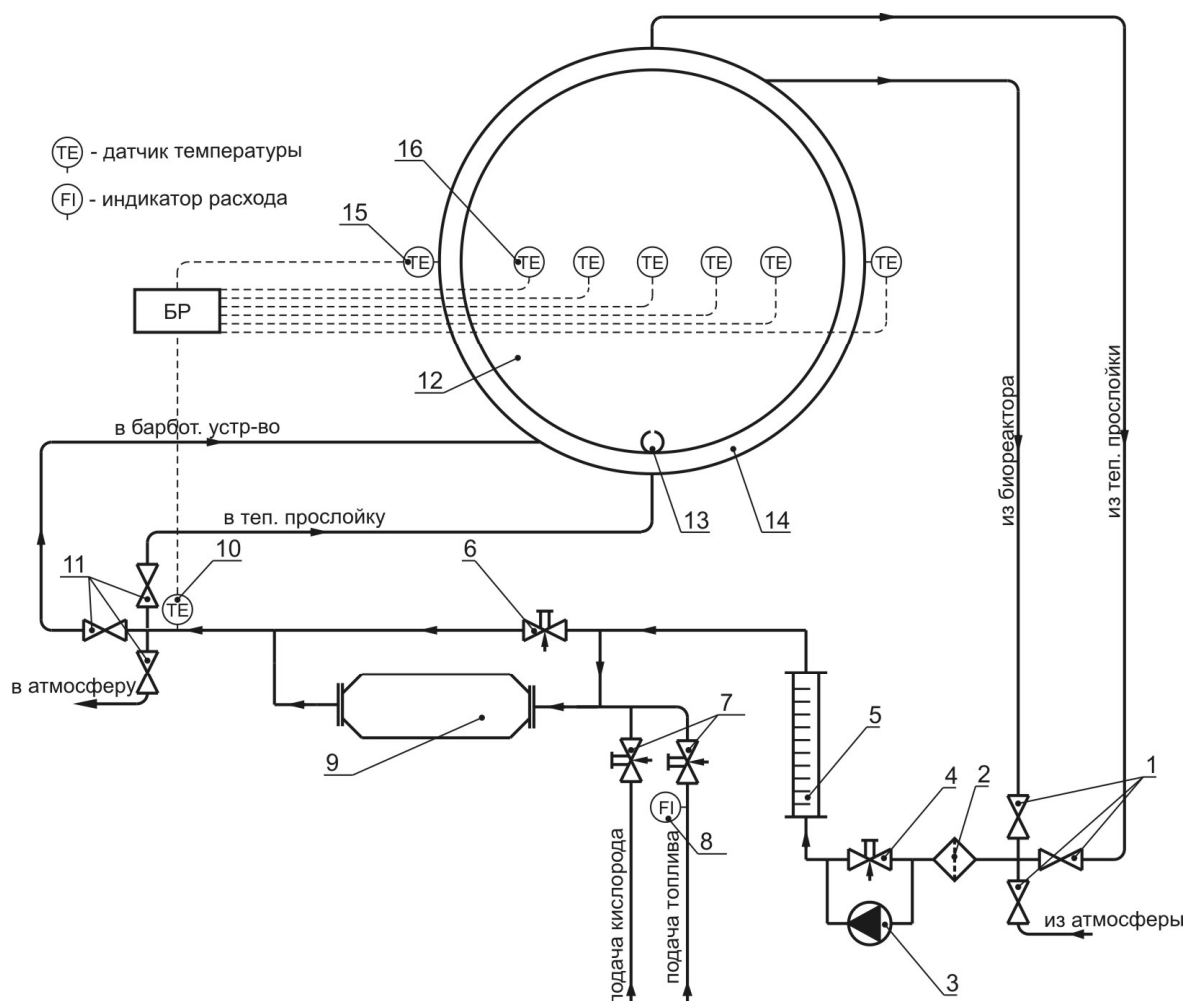 TE - датчик температуры
FI - индикатор расхода
16
15
TE
TE
TE
TE
TE
TE
TE
БР
12
в барбот. устр-во
из биореактора
из теп. прослойки
в теп. прослойку
13
14
11
10
6
TE
в атмосферу
9
7
5
4
2
1
FI
8
подача кислорода
подача топлива
из атмосферы
3